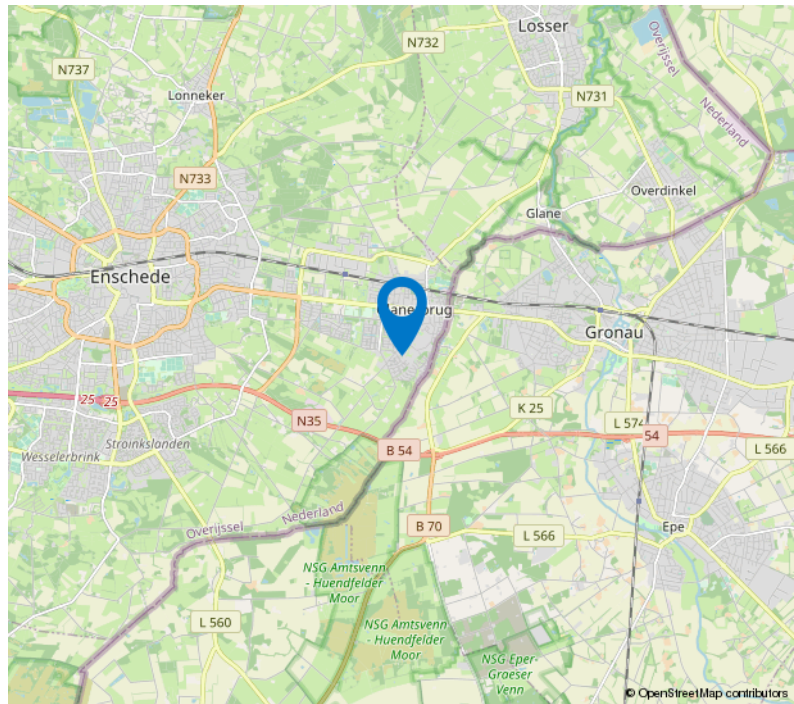 Losser
N732
N737
Overijssel
Nederland
Lonneker
N731
N733
Overdinkel
Glane
Enschede
Gronau
25
25
N35
K 25
L 574
54
L 566
Stroinkslanden
Wesselerbrink
B 54
Overijssel
Nederland
B 70
L 566
Epe
NSG Amtsvenn
- Huendfelder
Moor
L 560
NSG Amtsvenn
- Huendfelder
Moor
NSG Eper-
Graeser
Venn
© OpenStreetMap contributors